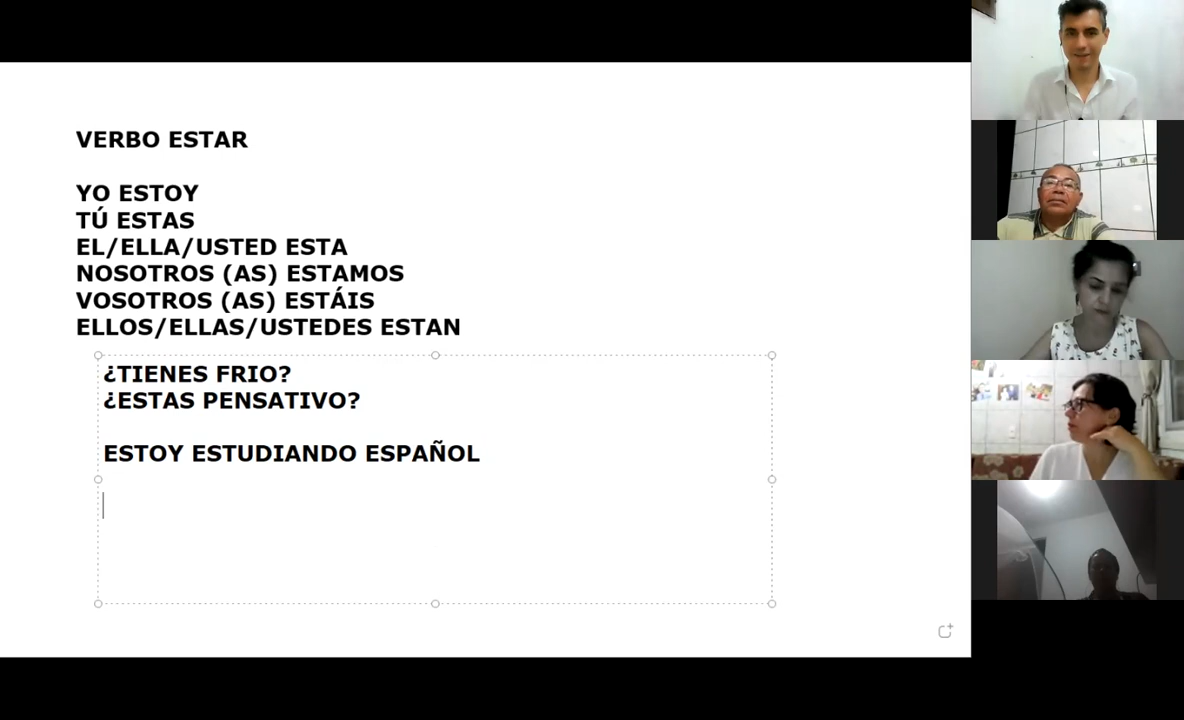 VERBO ESTAR
YO ESTOY
TÚ ESTAS
EL/ELLA/USTED ESTA
NOSOTROS (AS) ESTAMOS
VOSOTROS (AS) ESTÁIS
ELLOS/ELLAS/USTEDES ESTAN
¿TIENES FRIO?
¿ESTAS PENSATIVO?
ESTOY ESTUDIANDO ESPAÑOL